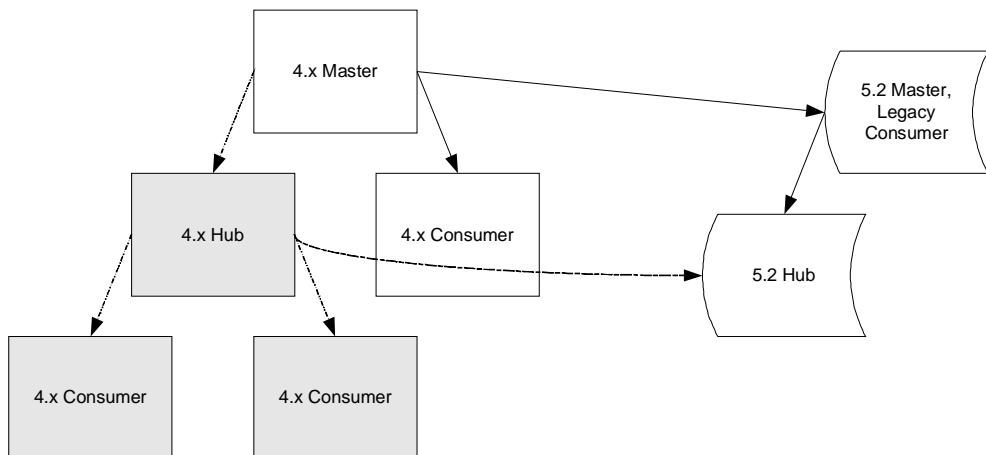 4.x Master
5.2 Master,
Legacy
Consumer
4.x Hub
4.x Consumer
5.2 Hub
4.x Consumer
4.x Consumer